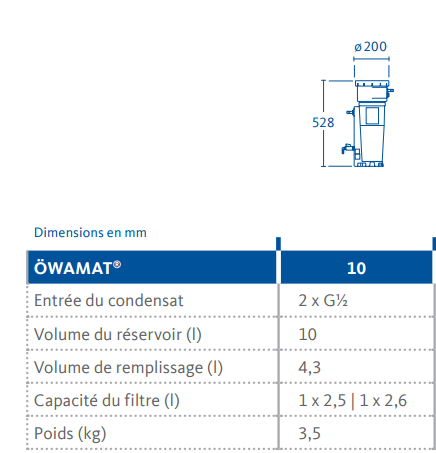 ø 200
528
Dimensions en mm
ÖWAMAT® 10
Entrée du condensat 2 x G½
Volume du réservoir (l) 10
Volume de remplissage (l) 4,3
Capacité du filtre (l) 1 x 2,5 | 1 x 2,6
Poids (kg) 3,5